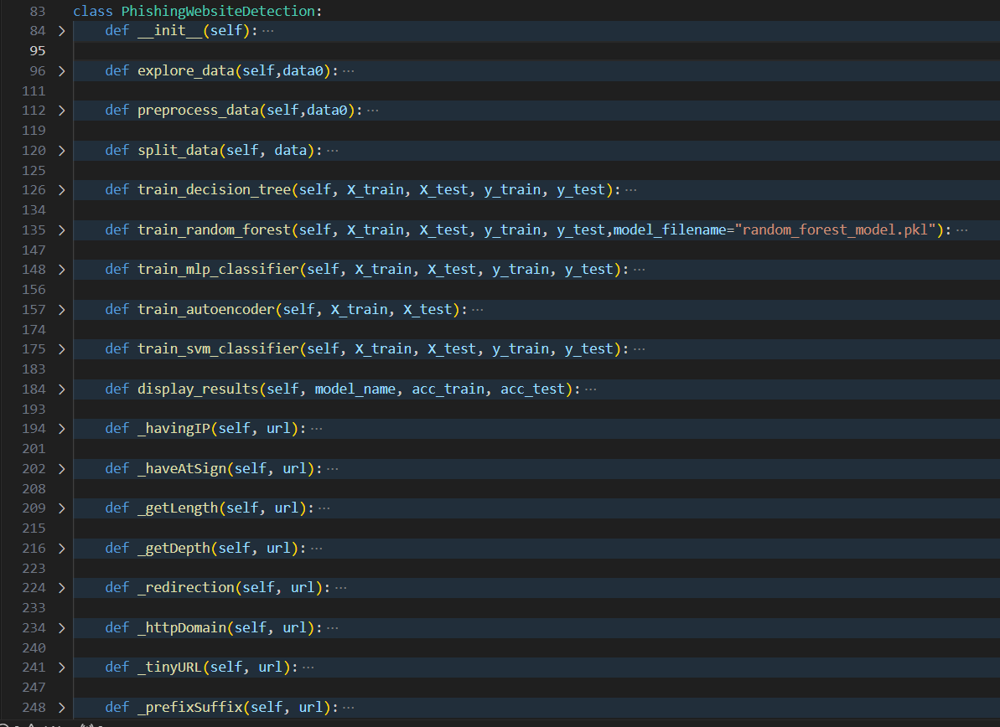 83 class PhishingWebsiteDetection:
84 > def __init__(self): ···
95
96 > def explore_data(self,data0): ···
111
112 > def preprocess_data(self,data0): ···
119
120 > def split_data(self, data): ···
125
126 > def train_decision_tree(self, X_train, X_test, y_train, y_test): ···
134
135 > def train_random_forest(self, X_train, X_test, y_train, y_test,model_filename="random_forest_model.pkl"): ···
147
148 > def train_mlp_classifier(self, X_train, X_test, y_train, y_test): ···
156
157 > def train_autoencoder(self, X_train, X_test): ···
174
175 > def train_svm_classifier(self, X_train, X_test, y_train, y_test): ···
183
184 > def display_results(self, model_name, acc_train, acc_test): ···
193
194 > def _havingIP(self, url): ···
201
202 > def _haveAtSign(self, url): ···
208
209 > def _getLength(self, url): ···
215
216 > def _getDepth(self, url): ···
223
224 > def _redirection(self, url): ···
233
234 > def _httpDomain(self, url): ···
240
241 > def _tinyURL(self, url): ···
247
248 > def _prefixSuffix(self, url): ···